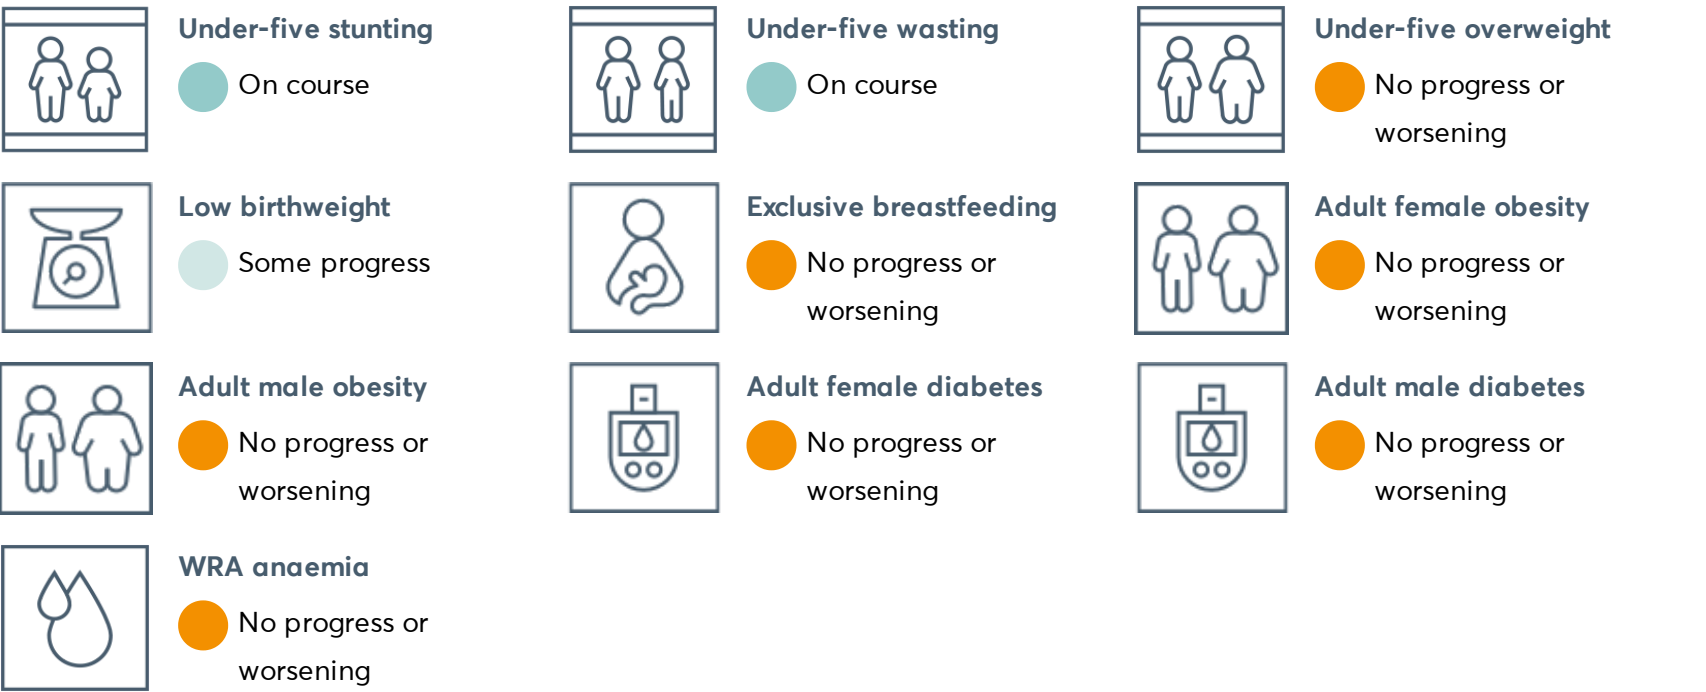 Under-five stunting
On course
Under-five wasting
On course
Under-five overweight
No progress or
worsening
Low birthweight
Some progress
Exclusive breastfeeding
No progress or
worsening
Adult female obesity
No progress or
worsening
Adult male obesity
No progress or
worsening
Adult female diabetes
No progress or
worsening
Adult male diabetes
No progress or
worsening
WRA anaemia
No progress or
worsening